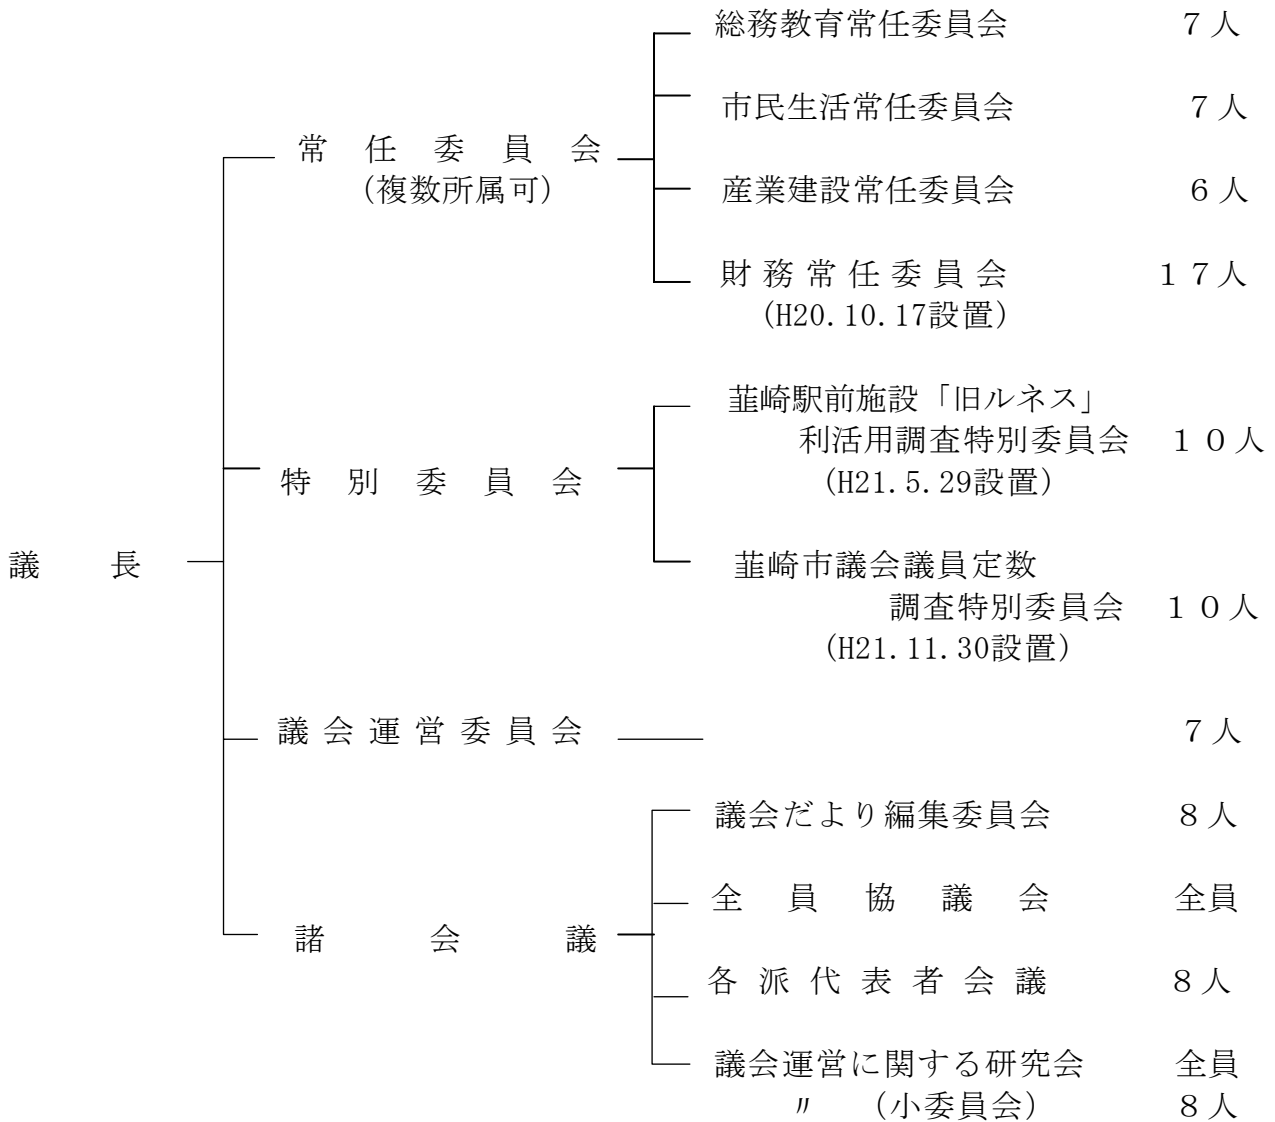 総務教育常任委員会 ７人
市民生活常任委員会 ７人
常任委員会
(複数所属可)
産業建設常任委員会 ６人
財務常任委員会 １７人
(H20.10.17設置)
韮崎駅前施設「旧ルネス」
利活用調査特別委員会 １０人
(H21.5.29設置)
特別委員会
議長
韮崎市議会議員定数
調査特別委員会 １０人
(H21.11.30設置)
議会運営委員会 ７人
議会だより編集委員会 ８人
全員協議会 全員
諸会議
各派代表者会議 ８人
議会運営に関する研究会 全員
〃 (小委員会) ８人